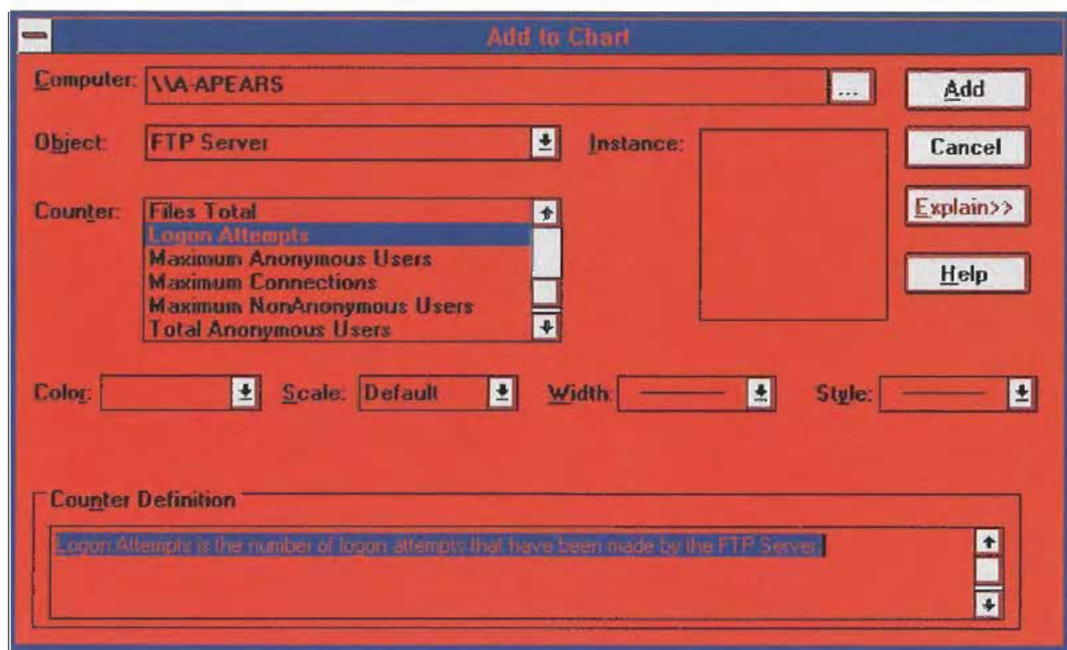 Add to Chart
Computer: \\A-APEARS ... Add
Object: FTP Server Instance: Cancel
Counter: Files Total Explain>>
Logon Attempts
Maximum Anonymous Users
Maximum Connections Help
Maximum NonAnonymous Users
Total Anonymous Users
Color: Scale: Default Width: Style:
Counter Definition
Logon Attempts is the number of logon attempts that have been made by the FTP Server